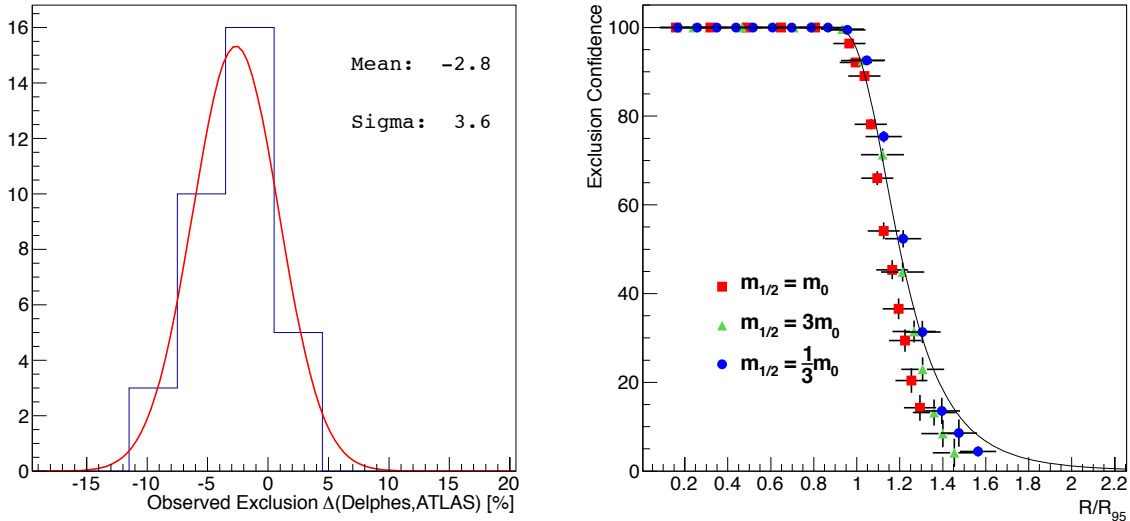 16
14
12
10
8
6
4
2
0
Mean: -2.8
Sigma: 3.6
-15 -10 -5 0 5 10 15 20
Observed Exclusion Δ(Delphes,ATLAS) [%]
Exclusion Confidence
100
80
60
40
20
0
m1/2 = m0
m1/2 = 3m0
m1/2 = 1/3 m0
0.2 0.4 0.6 0.8 1 1.2 1.4 1.6 1.8 2 2.2
R/R95